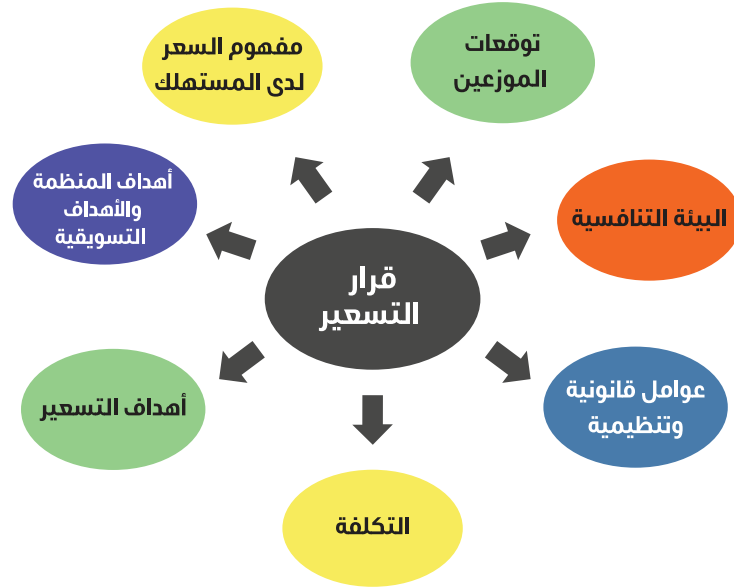 توقعات
الموزعين
مفهوم السعر
لدى المستهلك
البيئة التنافسية
أهداف المنظمة
والأهداف
التسويقية
قرار
التسعير
عوامل قانونية
وتنظيمية
أهداف التسعير
التكلفة